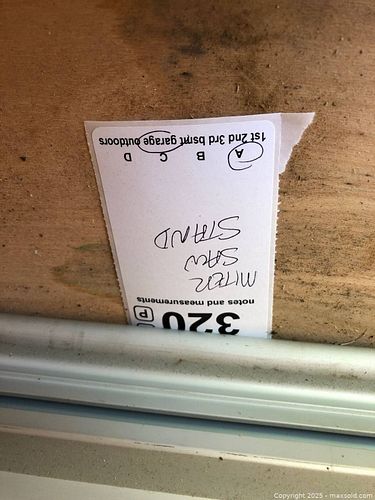 320 P
notes and measurements
MITER
SAW
STAND
A B C D
1st 2nd 3rd bsmt garage outdoors
Copyright 2025 - maxsold.com